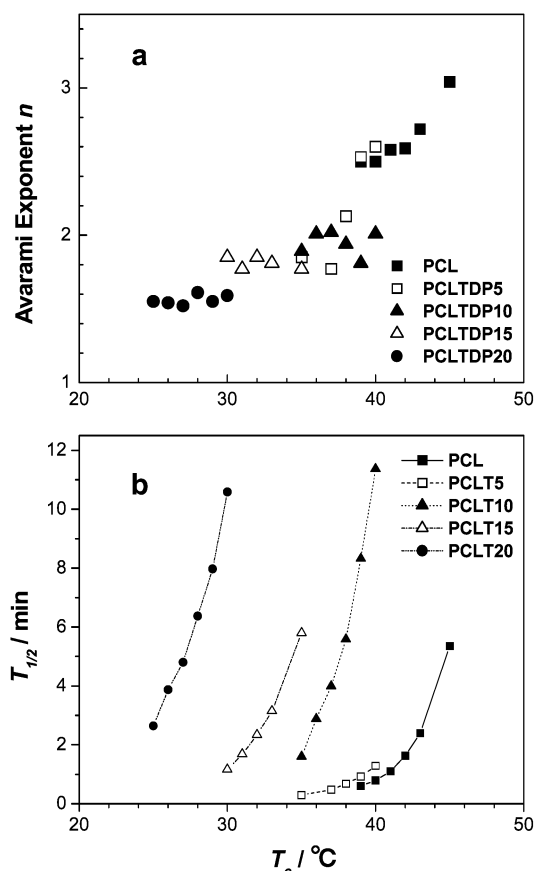 a
3
2
1
20
30
40
50
Avarami Exponent n
PCL
PCLTDP5
PCLTDP10
PCLTDP15
PCLTDP20
b
12
10
8
6
4
2
0
20
30
40
50
T1/2 / min
PCL
PCLT5
PCLT10
PCLT15
PCLT20
/ °C